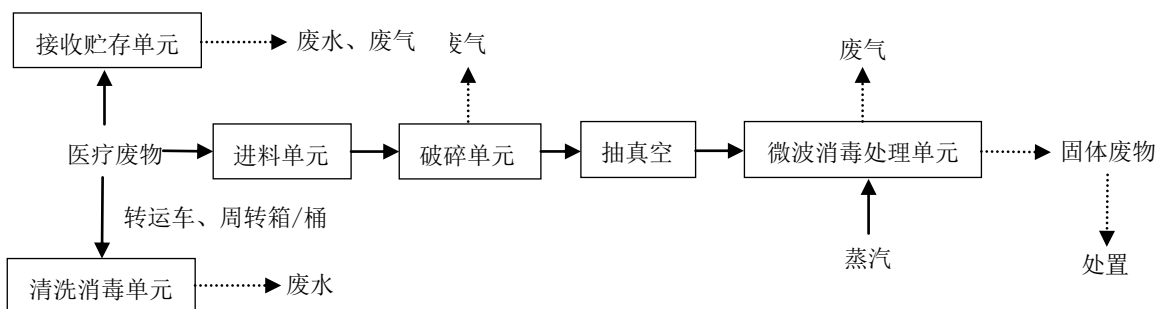 接收贮存单元
废水、废气
废气
废气
医疗废物
进料单元
破碎单元
抽真空
微波消毒处理单元
固体废物
转运车、周转箱/桶
蒸汽
处置
清洗消毒单元
废水